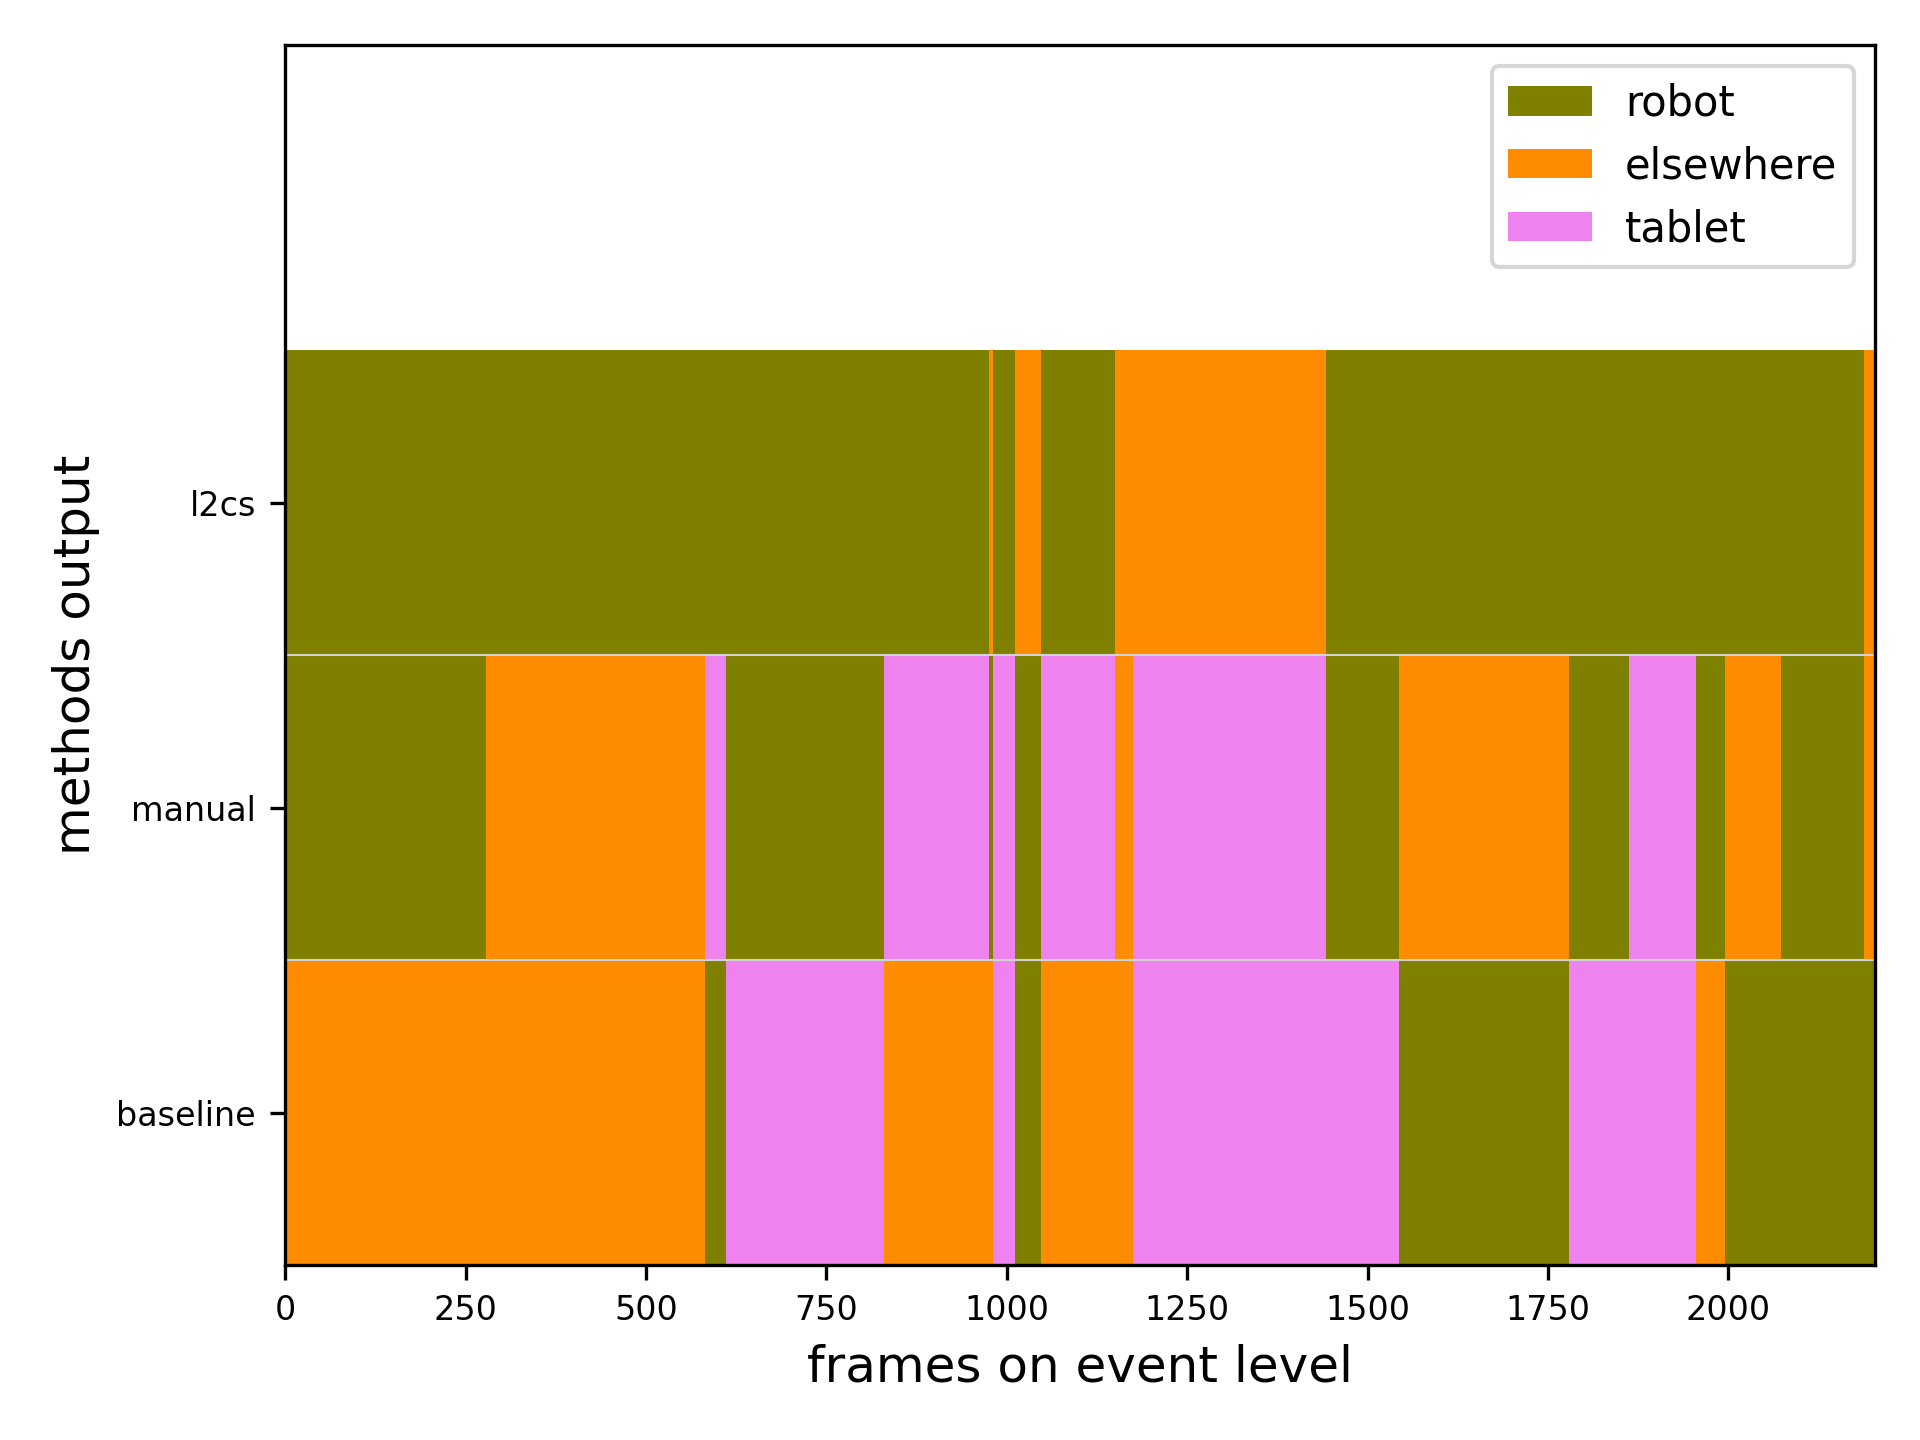 robot
elsewhere
tablet
methods output
l2cs
manual
baseline
0 250 500 750 1000 1250 1500 1750 2000
frames on event level